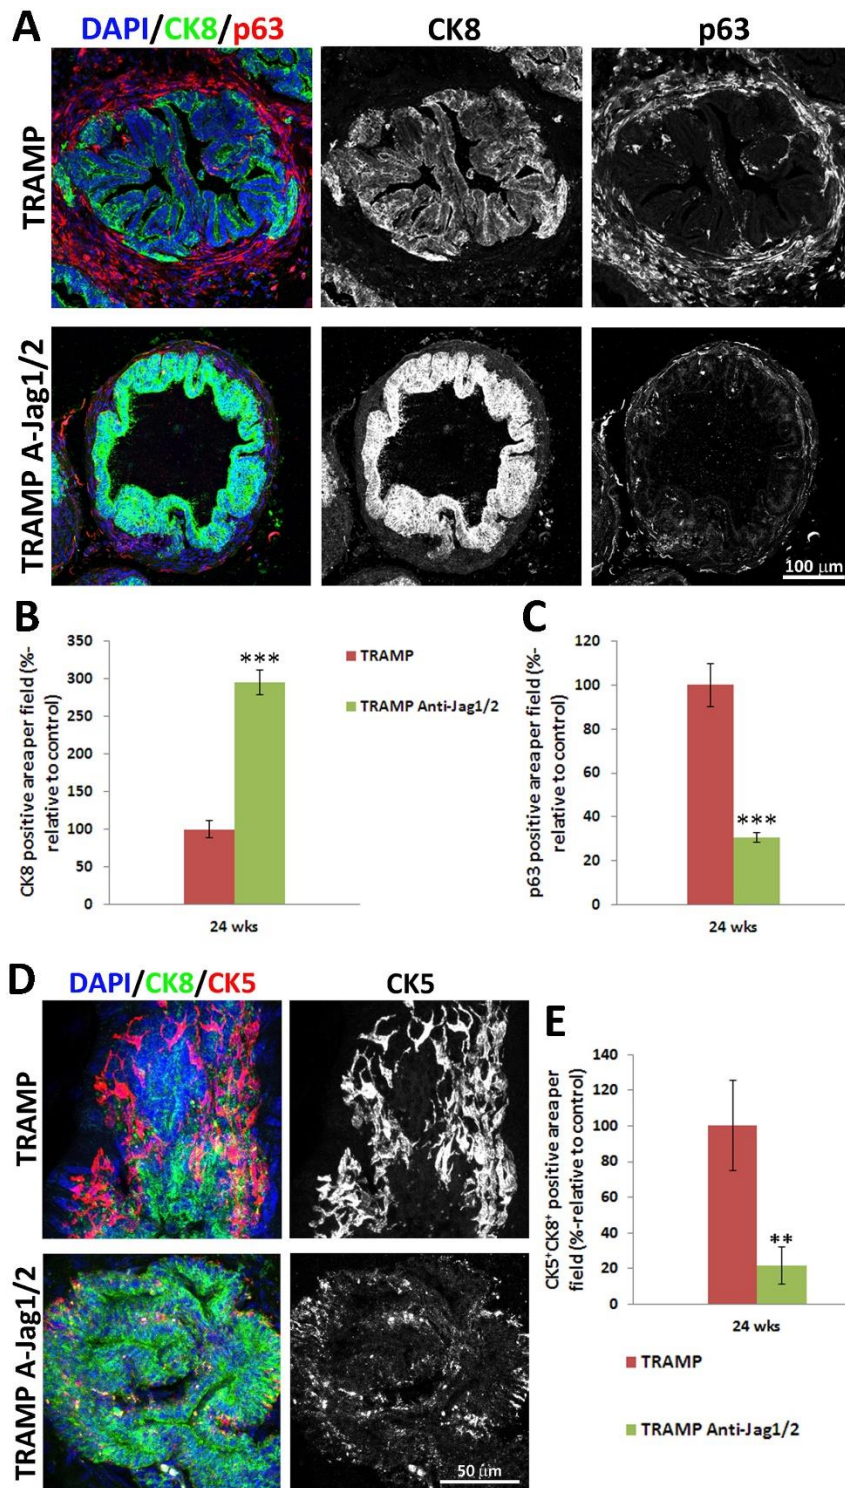 A
DAPI/CK8/p63
CK8
p63
TRAMP
TRAMP A-Jag1/2
100 µm
B
CK8 positive areaper field (%-
relative to control)
350
300
250
200
150
100
50
0
***
24 wks
TRAMP
TRAMP Anti-Jag1/2
C
p63 positive areaper field (%-
relative to control)
120
100
80
60
40
20
0
***
24 wks
D
DAPI/CK8/CK5
CK5
TRAMP
TRAMP A-Jag1/2
50 µm
E
CK5⁺CK8⁺ positive areaper
field (%-relative to control)
140
120
100
80
60
40
20
0
**
24 wks
TRAMP
TRAMP Anti-Jag1/2